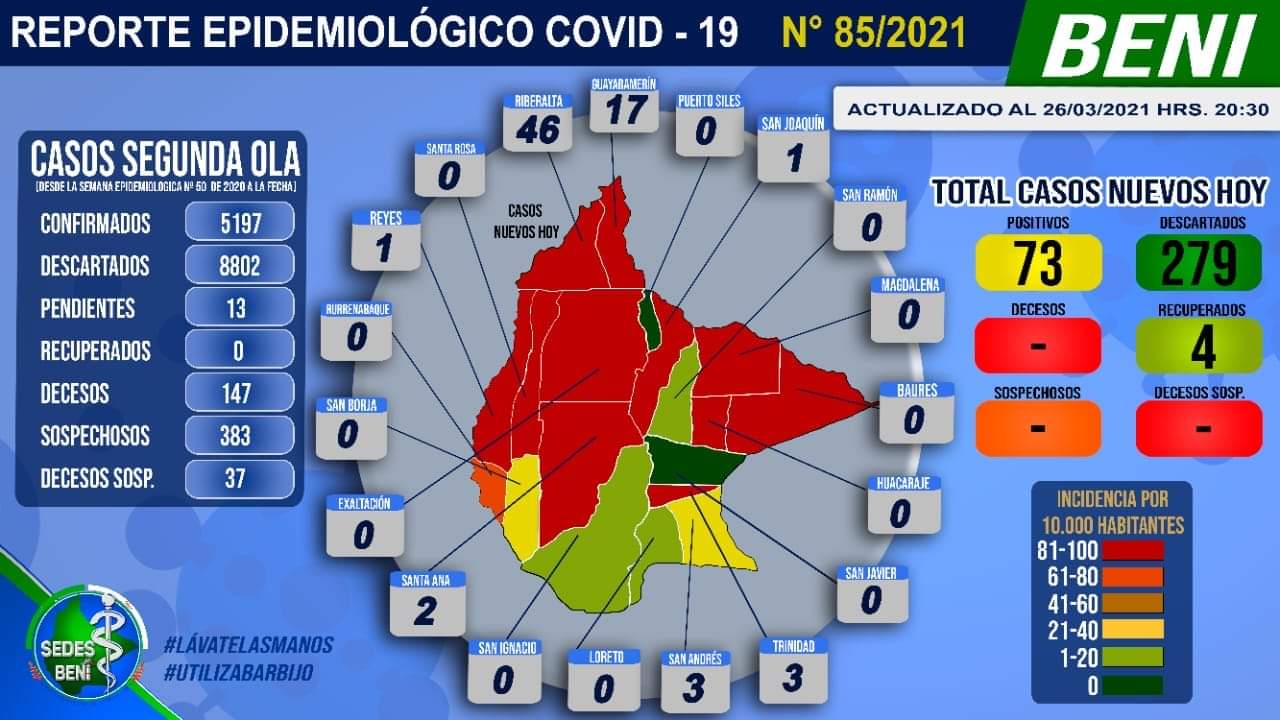 REPORTE EPIDEMIOLÓGICO COVID - 19 N° 85/2021
BENI
ACTUALIZADO AL 26/03/2021 HRS. 20:30
CASOS SEGUNDA OLA
(DESDE LA SEMANA EPIDEMIOLOGICA Nº 50 DE 2020 A LA FECHA)
CONFIRMADOS 5197
DESCARTADOS 8802
PENDIENTES 13
RECUPERADOS 0
DECESOS 147
SOSPECHOSOS 383
DECESOS SOSP. 37
CASOS
NUEVOS HOY
GUAYARAMERÍN
17
RIBERALTA
46
PUERTO SILES
0
SAN JOAQUÍN
1
SANTA ROSA
0
SAN RAMÓN
0
REYES
1
MAGDALENA
0
RURRENABAQUE
0
BAURES
0
SAN BORJA
0
HUACARAJE
0
EXALTACIÓN
0
SAN JAVIER
0
SANTA ANA
2
SAN IGNACIO
0
LORETO
0
SAN ANDRÉS
3
TRINIDAD
3
TOTAL CASOS NUEVOS HOY
POSITIVOS
73
DESCARTADOS
279
DECESOS
-
RECUPERADOS
4
SOSPECHOSOS
-
DECESOS SOSP.
-
INCIDENCIA POR
10.000 HABITANTES
81-100
61-80
41-60
21-40
1-20
0
SEDES
BENI
#LÁVATELASMANOS
#UTILIZABARBIJO